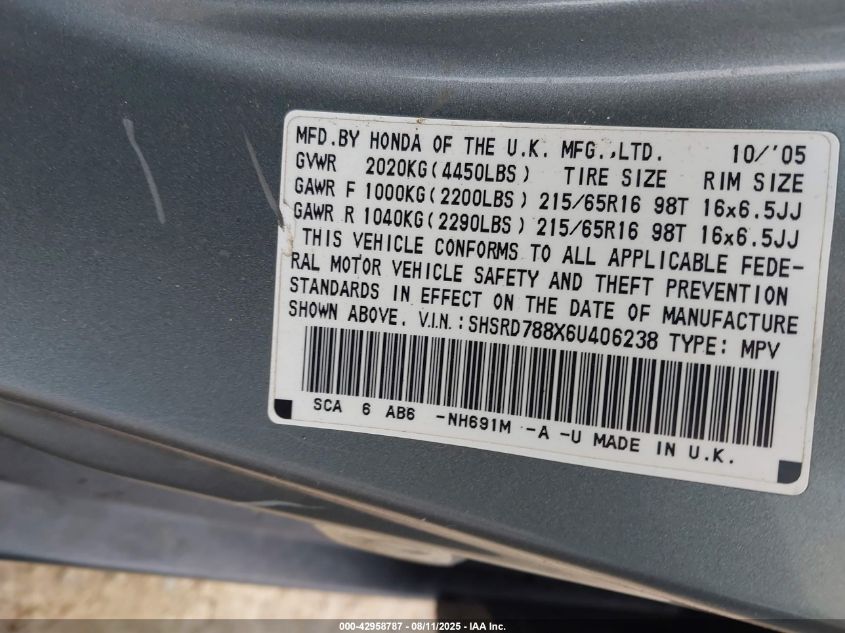 MFD.BY HONDA OF THE U.K. MFG.,LTD. 10/'05
GVWR 2020KG(4450LBS) TIRE SIZE RIM SIZE
GAWR F 1000KG(2200LBS) 215/65R16 98T 16x6.5JJ
GAWR R 1040KG(2290LBS) 215/65R16 98T 16x6.5JJ
THIS VEHICLE CONFORMS TO ALL APPLICABLE FEDE-
RAL MOTOR VEHICLE SAFETY AND THEFT PREVENTION
STANDARDS IN EFFECT ON THE DATE OF MANUFACTURE
SHOWN ABOVE. V.I.N.:SHSRD788X6U406238 TYPE: MPV
SCA 6 AB6 -NH691M -A -U MADE IN U.K.
000-42958787 - 08/11/2025 - IAA Inc.